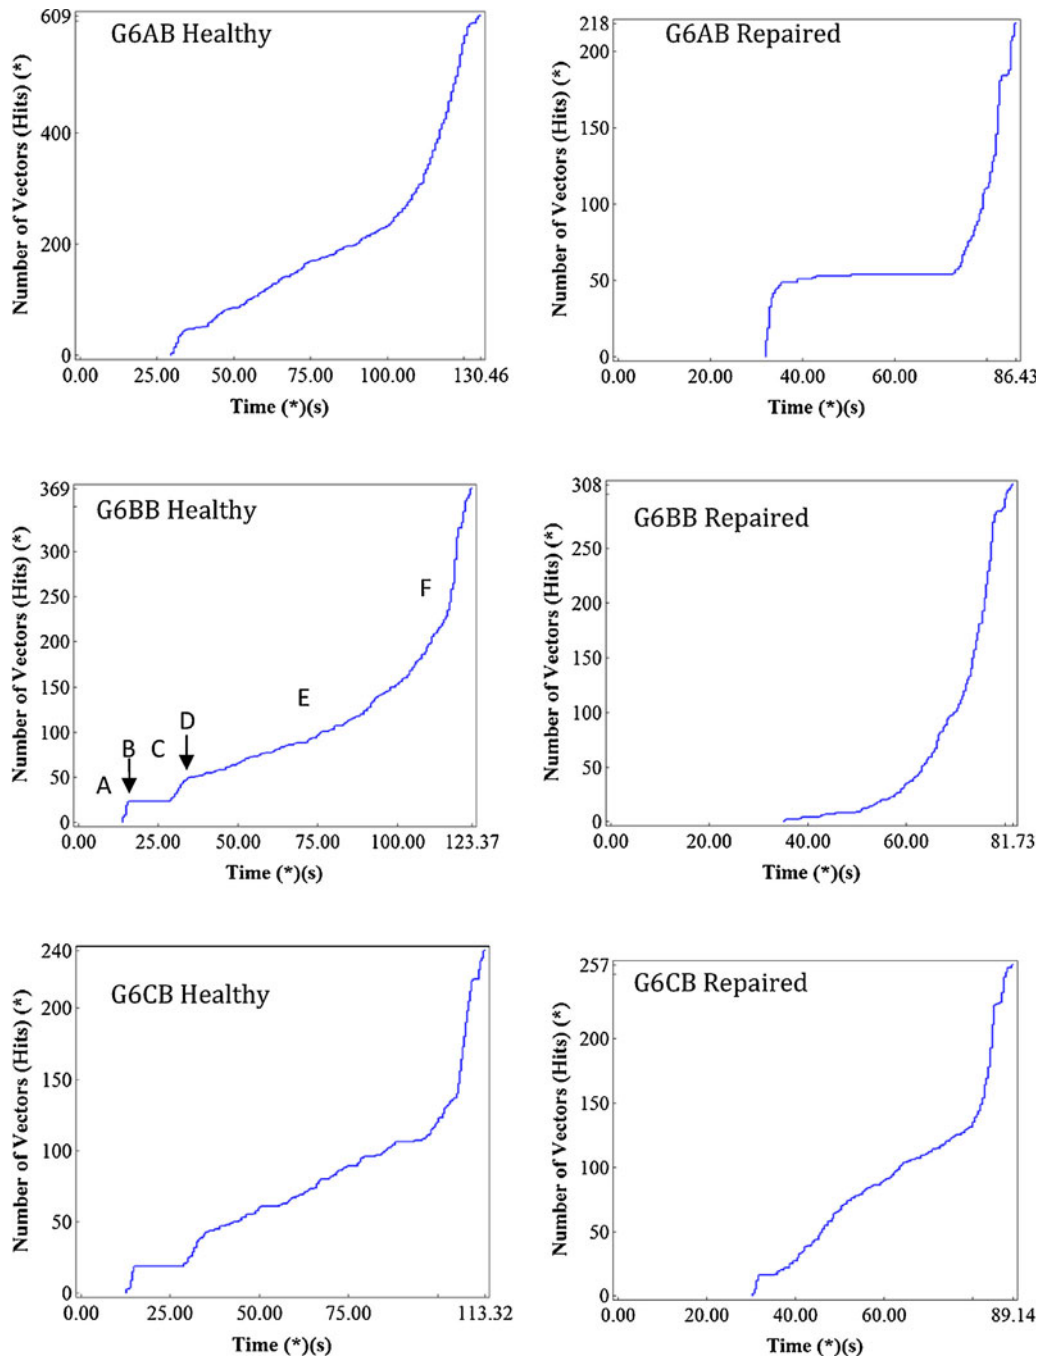 G6AB Healthy
Number of Vectors (Hits) (*)
609
400
200
0
0.00 25.00 50.00 75.00 100.00 130.46
Time (*)(s)
G6AB Repaired
Number of Vectors (Hits) (*)
218
200
150
100
50
0
0.00 20.00 40.00 60.00 86.43
Time (*)(s)
G6BB Healthy
Number of Vectors (Hits) (*)
369
300
250
200
150
100
50
0
A
B
C
D
E
F
0.00 25.00 50.00 75.00 100.00 123.37
Time (*)(s)
G6BB Repaired
Number of Vectors (Hits) (*)
308
250
200
150
100
50
0
0.00 20.00 40.00 60.00 81.73
Time (*)(s)
G6CB Healthy
Number of Vectors (Hits) (*)
240
200
150
100
50
0
0.00 25.00 50.00 75.00 113.32
Time (*)(s)
G6CB Repaired
Number of Vectors (Hits) (*)
257
200
150
100
50
0
0.00 20.00 40.00 60.00 89.14
Time (*)(s)